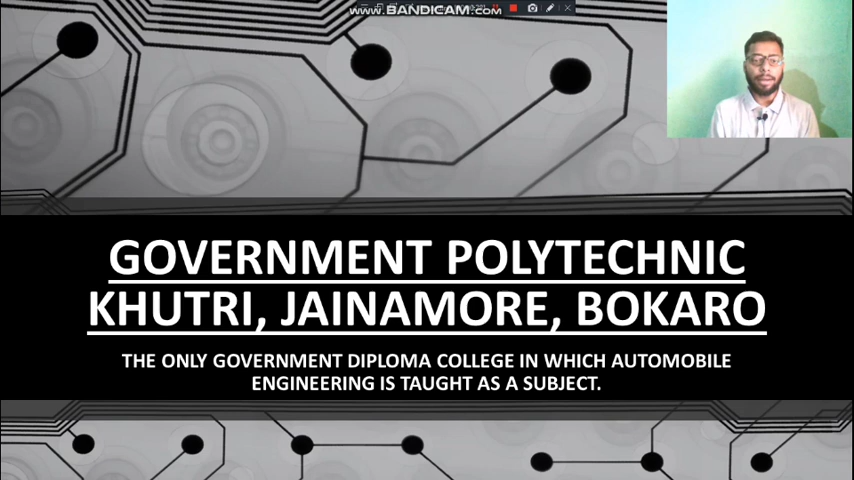 www.BANDICAM.com
GOVERNMENT POLYTECHNIC
KHUTRI, JAINAMORE, BOKARO
THE ONLY GOVERNMENT DIPLOMA COLLEGE IN WHICH AUTOMOBILE
ENGINEERING IS TAUGHT AS A SUBJECT.